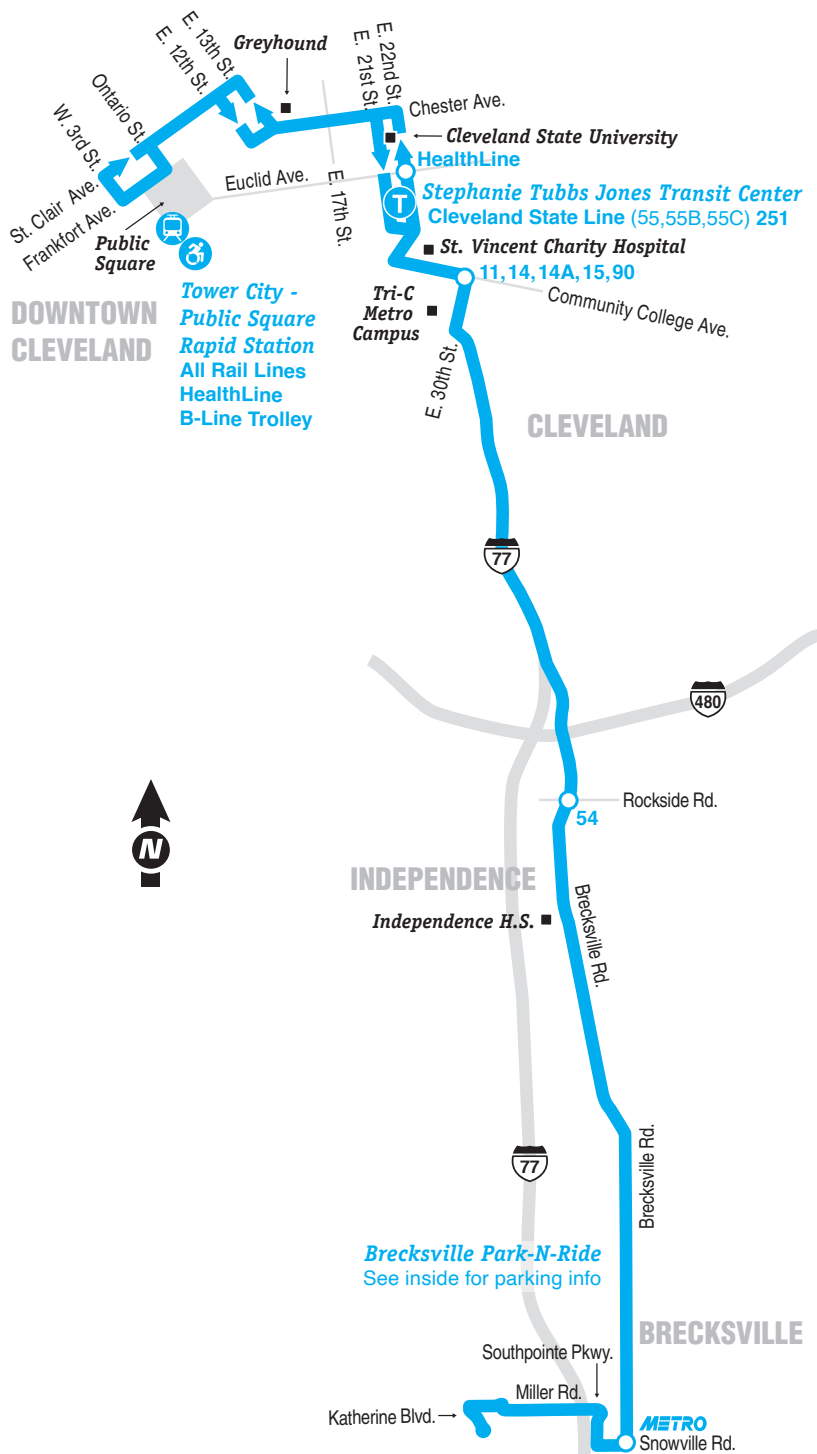 E. 13th St.
E. 12th St.
Greyhound
E. 22nd St.
E. 21st St.
Ontario St.
W. 3rd St.
St. Clair Ave.
Frankfort Ave.
Chester Ave.
Cleveland State University
HealthLine
Euclid Ave.
E. 17th St.
T
Stephanie Tubbs Jones Transit Center
Cleveland State Line (55,55B,55C) 251
Public
Square
St. Vincent Charity Hospital
11,14,14A,15,90
Community College Ave.
Tri-C
Metro
Campus
DOWNTOWN
CLEVELAND
Tower City -
Public Square
Rapid Station
All Rail Lines
HealthLine
B-Line Trolley
E. 30th St.
CLEVELAND
77
480
Rockside Rd.
54
N
INDEPENDENCE
Independence H.S.
Brecksville Rd.
Brecksville Rd.
77
Brecksville Park-N-Ride
See inside for parking info
BRECKSVILLE
Southpointe Pkwy.
Miller Rd.
Katherine Blvd.
METRO
Snowville Rd.